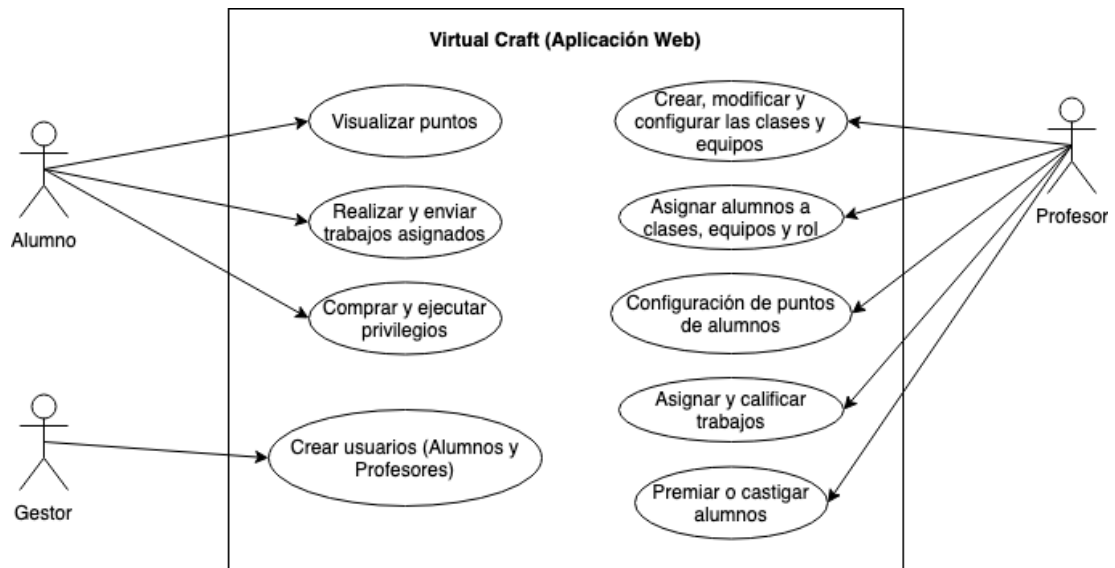 Virtual Craft (Aplicación Web)
Visualizar puntos
Realizar y enviar
trabajos asignados
Comprar y ejecutar
privilegios
Crear usuarios (Alumnos y
Profesores)
Crear, modificar y
configurar las clases y
equipos
Asignar alumnos a
clases, equipos y rol
Configuración de puntos
de alumnos
Asignar y calificar
trabajos
Premiar o castigar
alumnos
Alumno
Gestor
Profesor